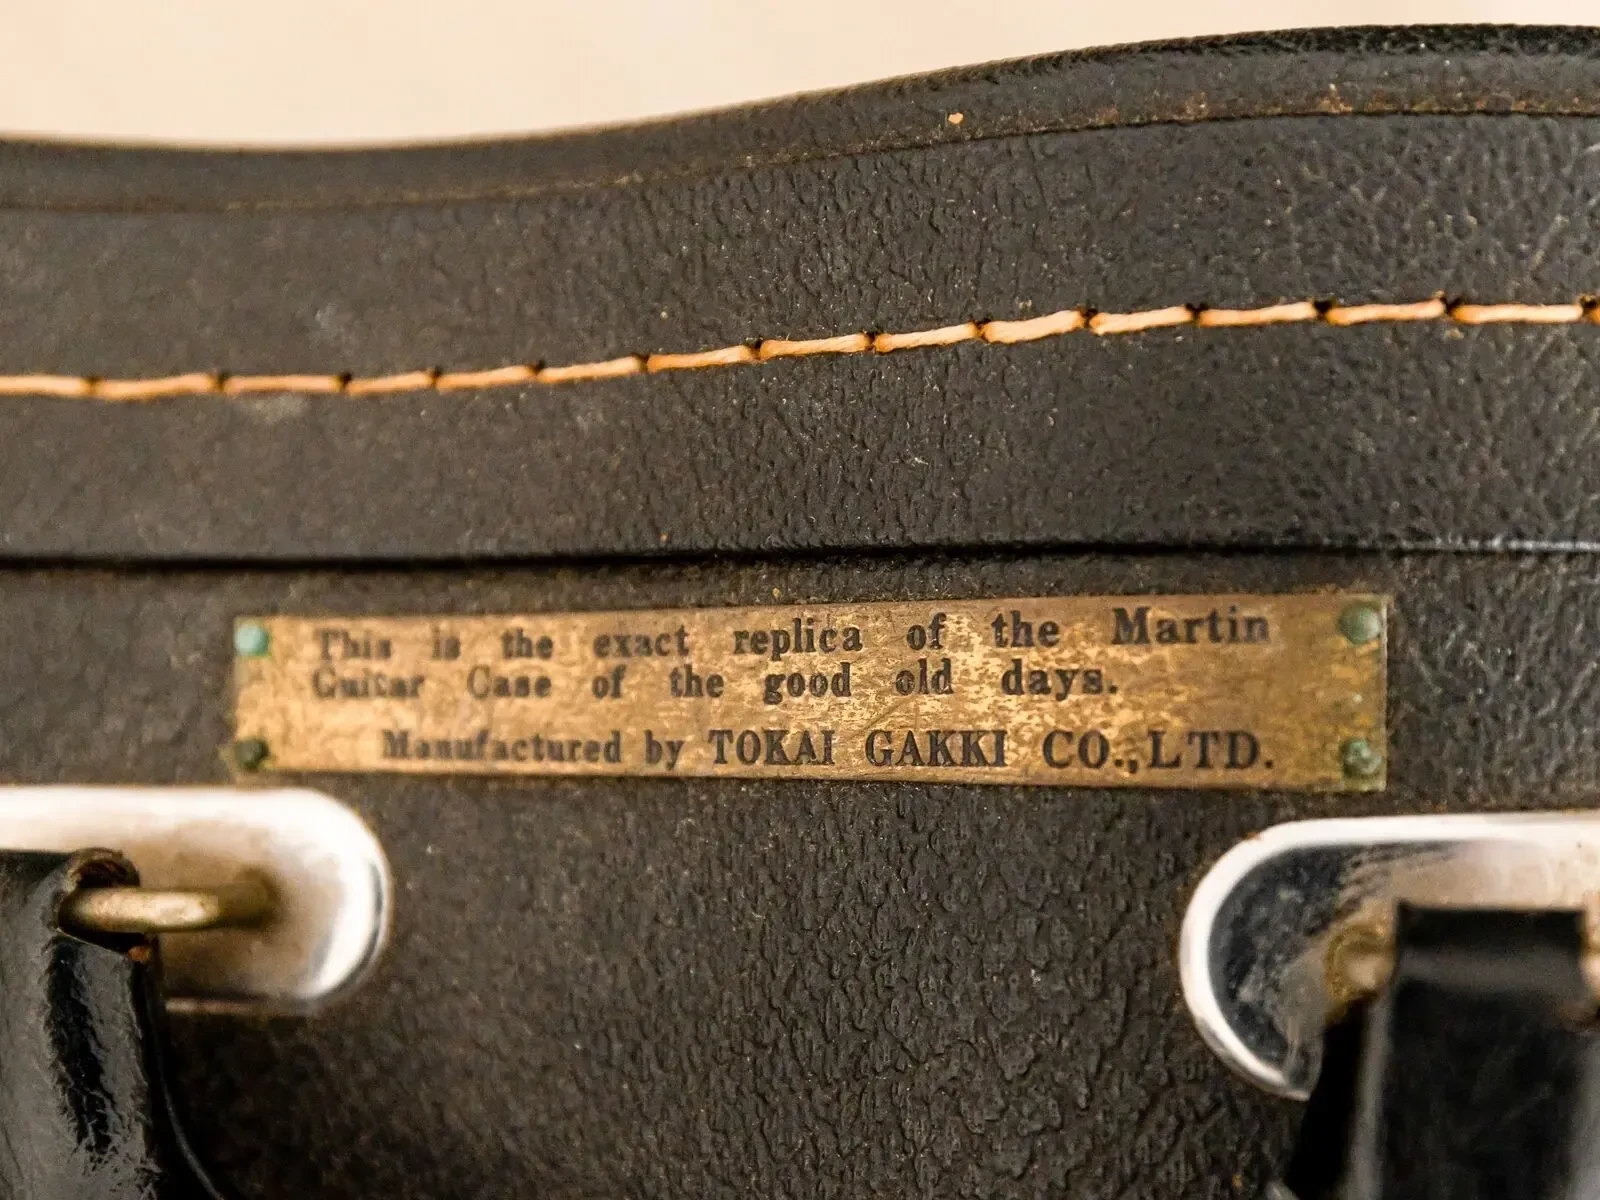 This is the exact replica of the Martin
Guitar Case of the good old days.
Manufactured by TOKAI GAKKI CO.,LTD.